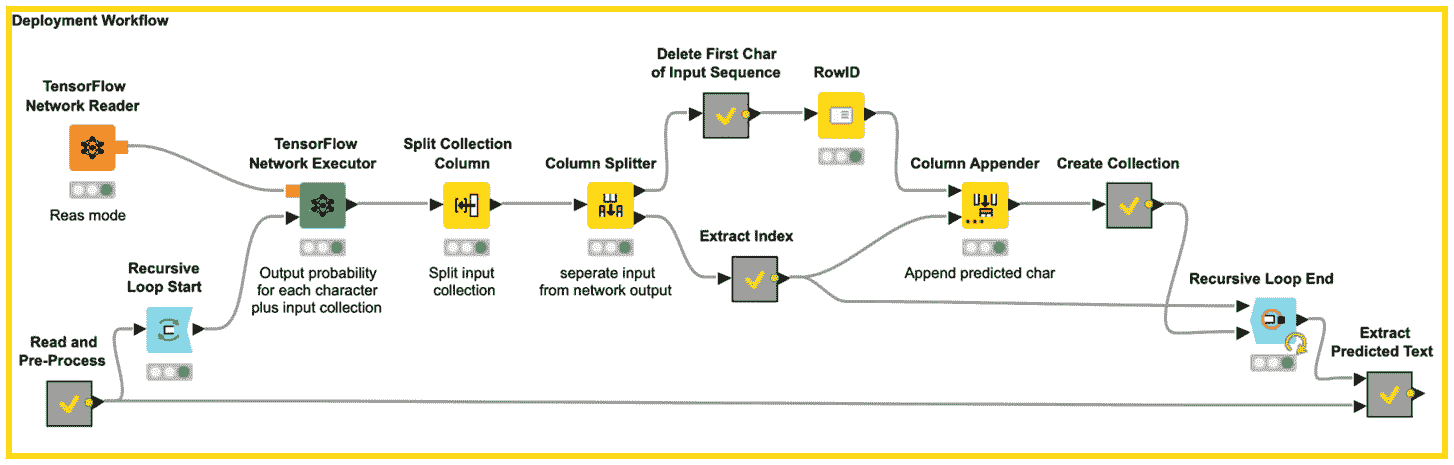 Deployment Workflow
TensorFlow
Network Reader
Reas mode
Read and
Pre-Process
Recursive
Loop Start
TensorFlow
Network Executor
Output probability
for each character
plus input collection
Split Collection
Column
Split input
collection
Column Splitter
seperate input
from network output
Delete First Char
of Input Sequence
RowID
Extract Index
Column Appender
Append predicted char
Create Collection
Recursive Loop End
Extract
Predicted Text